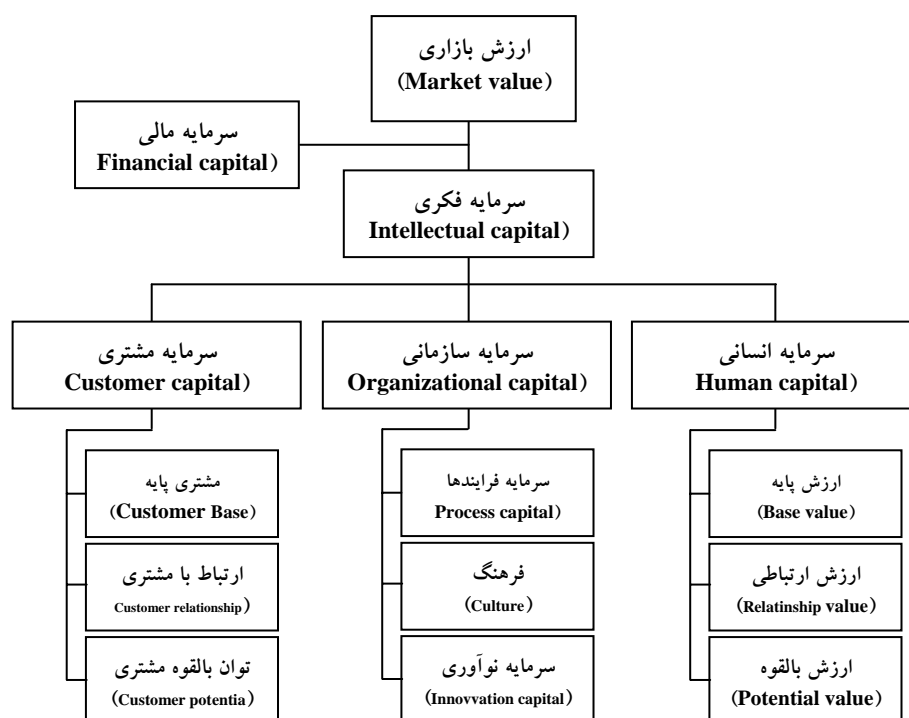 ارزش بازاری
(Market value)
سرمایه مالی
Financial capital)
سرمایه فکری
Intellectual capital)
سرمایه مشتری
Customer capital)
سرمایه سازمانی
Organizational capital)
سرمایه انسانی
Human capital)
مشتری پایه
(Customer Base)
سرمایه فرایندها
Process capital)
ارزش پایه
(Base value)
ارتباط با مشتری
Customer relationship)
فرهنگ
(Culture)
ارزش ارتباطی
(Relatinship value)
توان بالقوه مشتری
(Customer potentia)
سرمایه نوآوری
(Innovvation capital)
ارزش بالقوه
(Potential value)